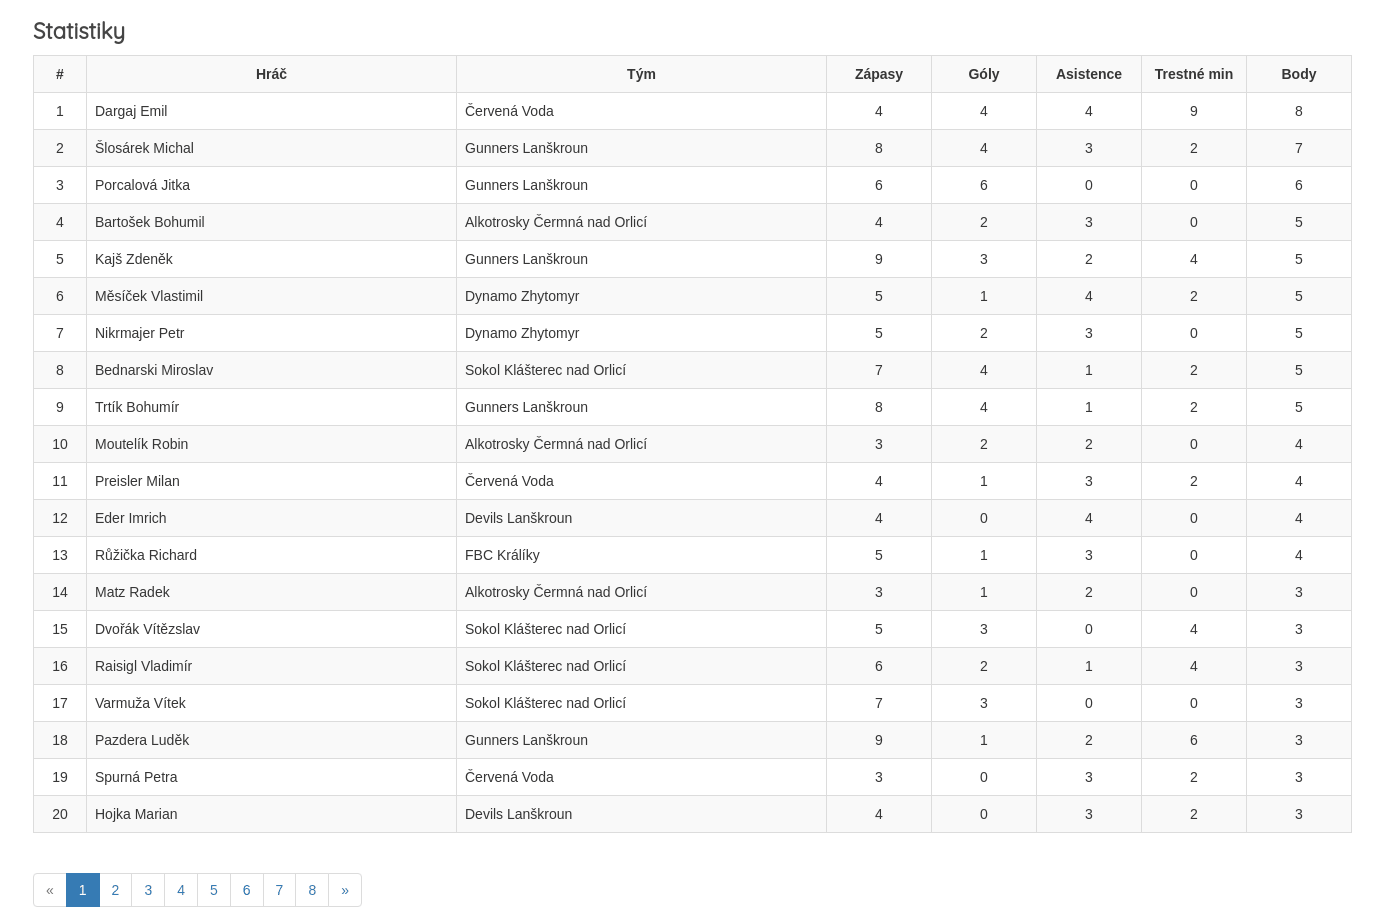 Statistiky
# Hráč Tým Zápasy Góly Asistence Trestné min Body
1 Dargaj Emil Červená Voda 4 4 4 9 8
2 Šlosárek Michal Gunners Lanškroun 8 4 3 2 7
3 Porcalová Jitka Gunners Lanškroun 6 6 0 0 6
4 Bartošek Bohumil Alkotrosky Čermná nad Orlicí 4 2 3 0 5
5 Kajš Zdeněk Gunners Lanškroun 9 3 2 4 5
6 Měsíček Vlastimil Dynamo Zhytomyr 5 1 4 2 5
7 Nikrmajer Petr Dynamo Zhytomyr 5 2 3 0 5
8 Bednarski Miroslav Sokol Klášterec nad Orlicí 7 4 1 2 5
9 Trtík Bohumír Gunners Lanškroun 8 4 1 2 5
10 Moutelík Robin Alkotrosky Čermná nad Orlicí 3 2 2 0 4
11 Preisler Milan Červená Voda 4 1 3 2 4
12 Eder Imrich Devils Lanškroun 4 0 4 0 4
13 Růžička Richard FBC Králíky 5 1 3 0 4
14 Matz Radek Alkotrosky Čermná nad Orlicí 3 1 2 0 3
15 Dvořák Vítězslav Sokol Klášterec nad Orlicí 5 3 0 4 3
16 Raisigl Vladimír Sokol Klášterec nad Orlicí 6 2 1 4 3
17 Varmuža Vítek Sokol Klášterec nad Orlicí 7 3 0 0 3
18 Pazdera Luděk Gunners Lanškroun 9 1 2 6 3
19 Spurná Petra Červená Voda 3 0 3 2 3
20 Hojka Marian Devils Lanškroun 4 0 3 2 3
« 1 2 3 4 5 6 7 8 »